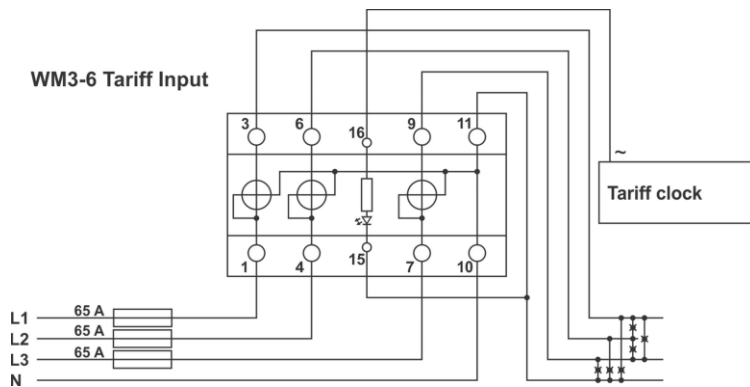 WM3-6 Tariff Input
3 6 16 9 11
~
Tariff clock
1 4 15 7 10
L1 65 A
L2 65 A
L3 65 A
N